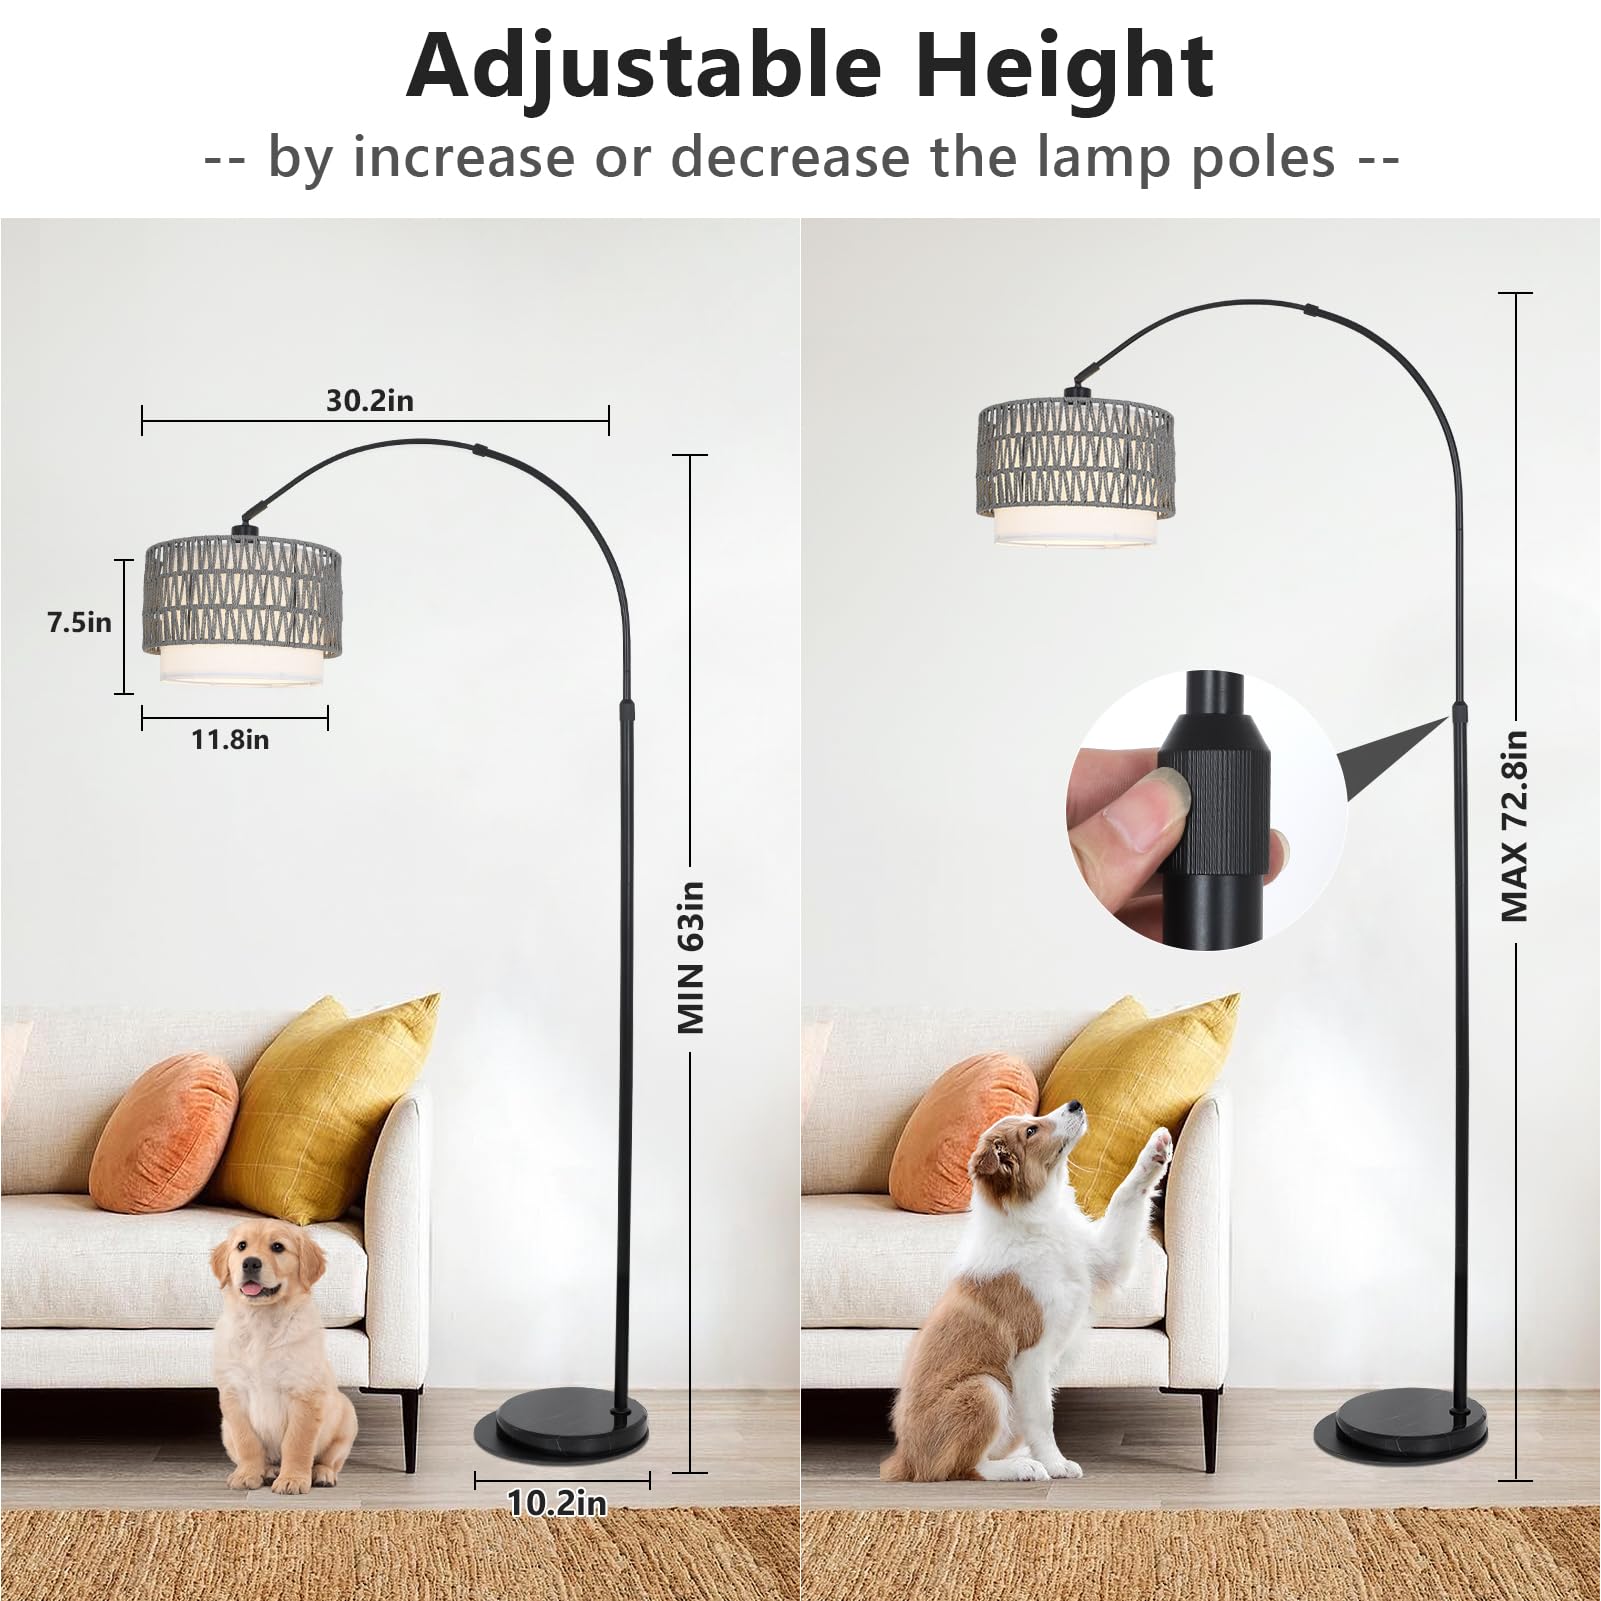 Adjustable Height
-- by increase or decrease the lamp poles --
30.2in
7.5in
11.8in
MIN 63in
10.2in
MAX 72.8in